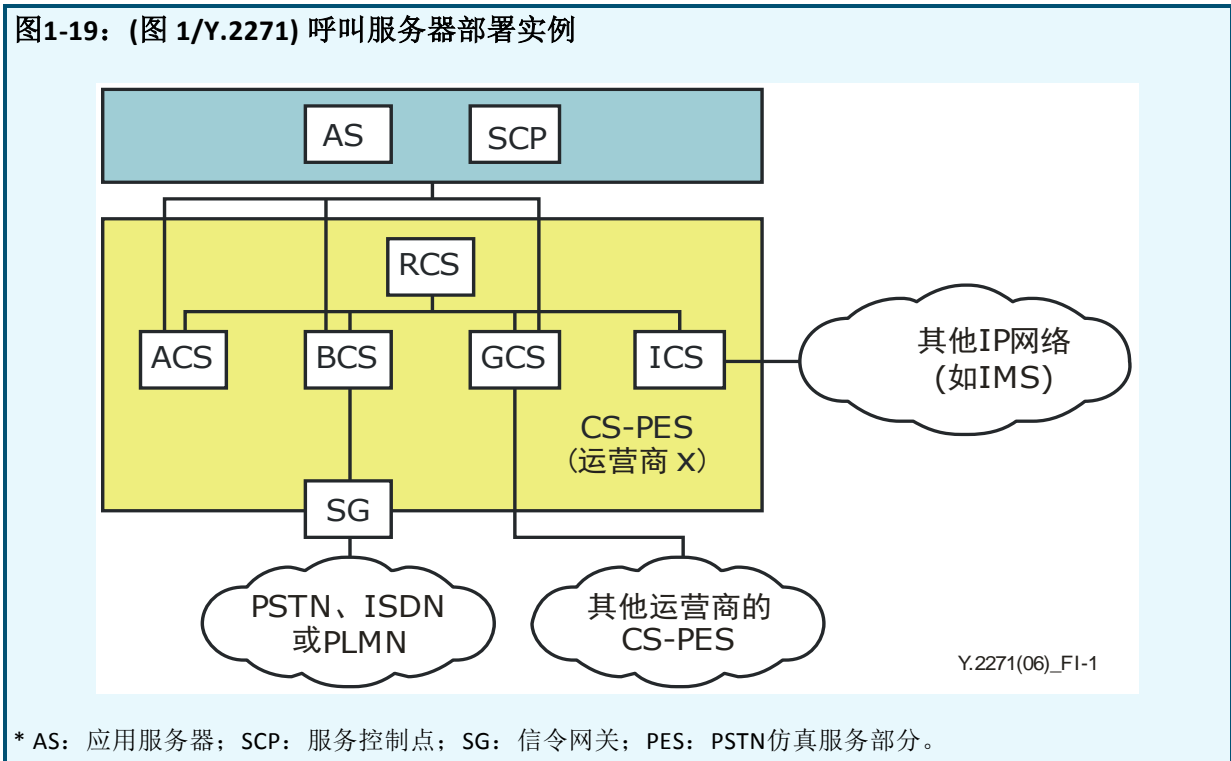 图1-19：(图 1/Y.2271) 呼叫服务器部署实例
AS
SCP
RCS
ACS
BCS
GCS
ICS
其他IP网络
(如IMS)
CS-PES
（运营商 X）
SG
PSTN、ISDN
或PLMN
其他运营商的
CS-PES
Y.2271(06)_FI-1
* AS：应用服务器；SCP：服务控制点；SG：信令网关；PES：PSTN仿真服务部分。